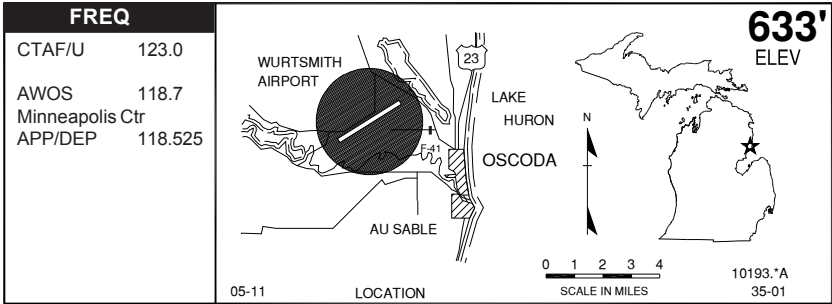 FREQ
CTAF/U 123.0
AWOS 118.7
Minneapolis Ctr
APP/DEP 118.525
WURTSMITH
AIRPORT
23
LAKE
HURON
F-41
OSCODA
AU SABLE
N
633'
ELEV
0 1 2 3 4
SCALE IN MILES
10193.*A
35-01
05-11
LOCATION